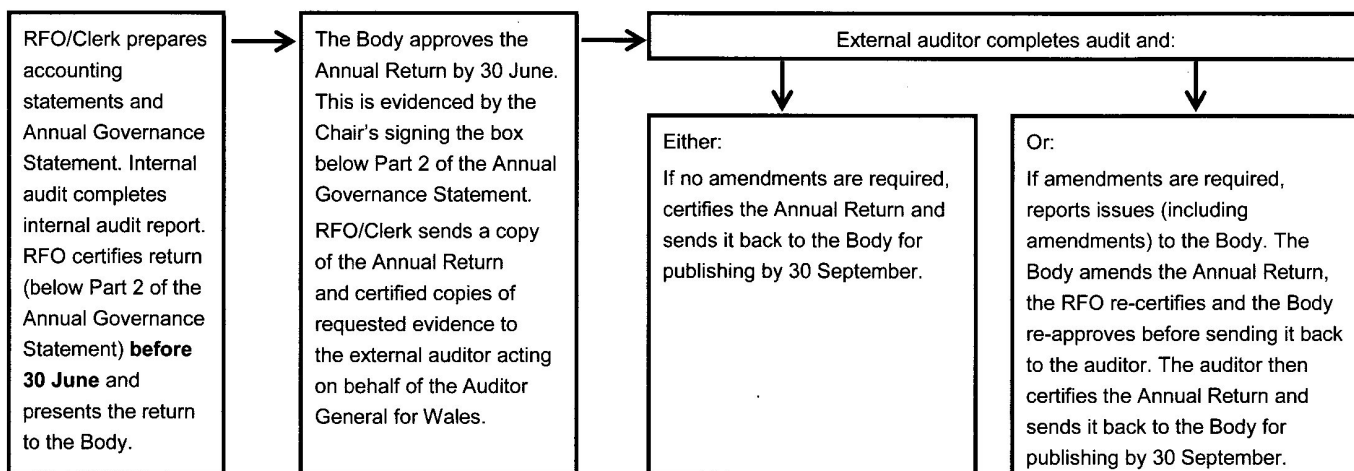 RFO/Clerk prepares
accounting
statements and
Annual Governance
Statement. Internal
audit completes
internal audit report.
RFO certifies return
(below Part 2 of the
Annual Governance
Statement) before
30 June and
presents the return
to the Body.
The Body approves the
Annual Return by 30 June.
This is evidenced by the
Chair's signing the box
below Part 2 of the Annual
Governance Statement.
RFO/Clerk sends a copy
of the Annual Return
and certified copies of
requested evidence to
the external auditor acting
on behalf of the Auditor
General for Wales.
External auditor completes audit and:
Either:
If no amendments are required,
certifies the Annual Return and
sends it back to the Body for
publishing by 30 September.
Or:
If amendments are required,
reports issues (including
amendments) to the Body. The
Body amends the Annual Return,
the RFO re-certifies and the Body
re-approves before sending it back
to the auditor. The auditor then
certifies the Annual Return and
sends it back to the Body for
publishing by 30 September.